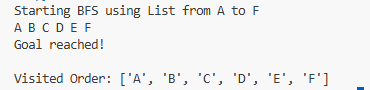 Starting BFS using List from A to F
A B C D E F
Goal reached!
Visited Order: ['A', 'B', 'C', 'D', 'E', 'F']